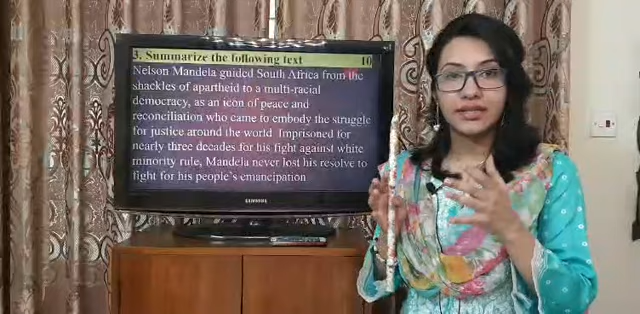 3. Summarize the following text 10
Nelson Mandela guided South Africa from the
shackles of apartheid to a multi-racial
democracy, as an icon of peace and
reconciliation who came to embody the struggle
for justice around the world Imprisoned for
nearly three decades for his fight against white
minority rule, Mandela never lost his resolve to
fight for his people's emancipation